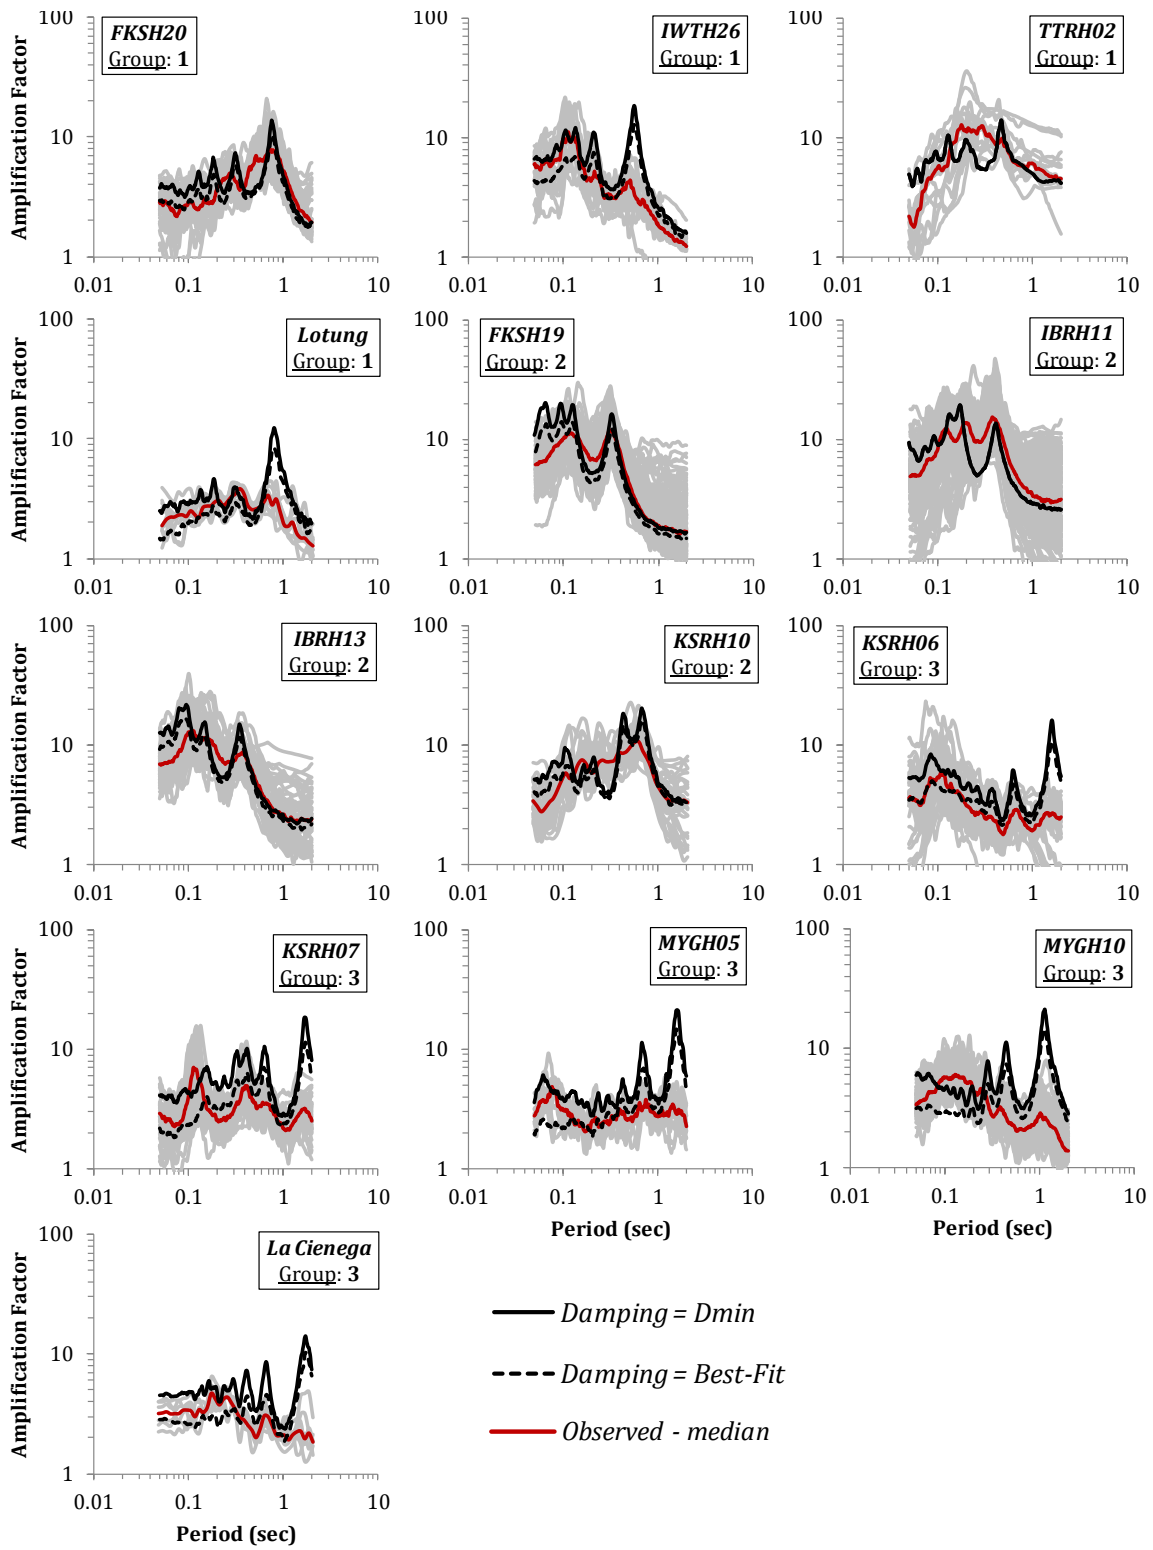 Amplification Factor
100
10
1
0.01
0.1
1
10
FKSH20
Group: 1
100
10
1
0.01
0.1
1
10
IWTH26
Group: 1
100
10
1
0.01
0.1
1
10
TTRH02
Group: 1
Amplification Factor
100
10
1
0.01
0.1
1
10
Lotung
Group: 1
100
10
1
0.01
0.1
1
10
FKSH19
Group: 2
100
10
1
0.01
0.1
1
10
IBRH11
Group: 2
Amplification Factor
100
10
1
0.01
0.1
1
10
IBRH13
Group: 2
100
10
1
0.01
0.1
1
10
KSRH10
Group: 2
100
10
1
0.01
0.1
1
10
KSRH06
Group: 3
Amplification Factor
100
10
1
0.01
0.1
1
10
KSRH07
Group: 3
100
10
1
0.01
0.1
1
10
Period (sec)
MYGH05
Group: 3
100
10
1
0.01
0.1
1
10
Period (sec)
MYGH10
Group: 3
Amplification Factor
100
10
1
0.01
0.1
1
10
Period (sec)
La Cienega
Group: 3
Damping = Dmin
Damping = Best-Fit
Observed - median